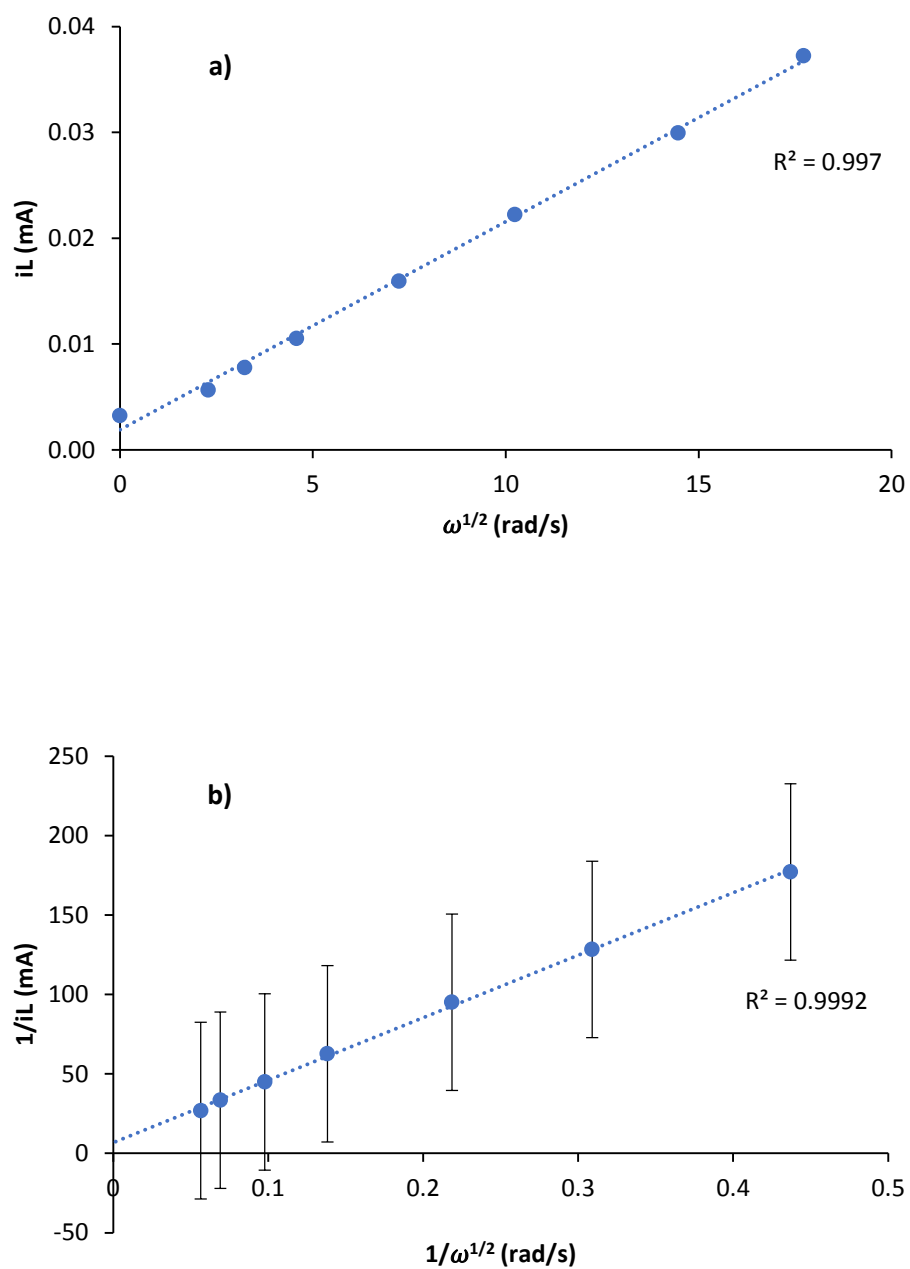 a)
0.04
0.03
0.02
0.01
0.00
iL (mA)
R² = 0.997
0 5 10 15 20
ω¹/² (rad/s)
b)
250
200
150
100
50
0
-50
1/iL (mA)
R² = 0.9992
0 0.1 0.2 0.3 0.4 0.5
1/ω¹/² (rad/s)